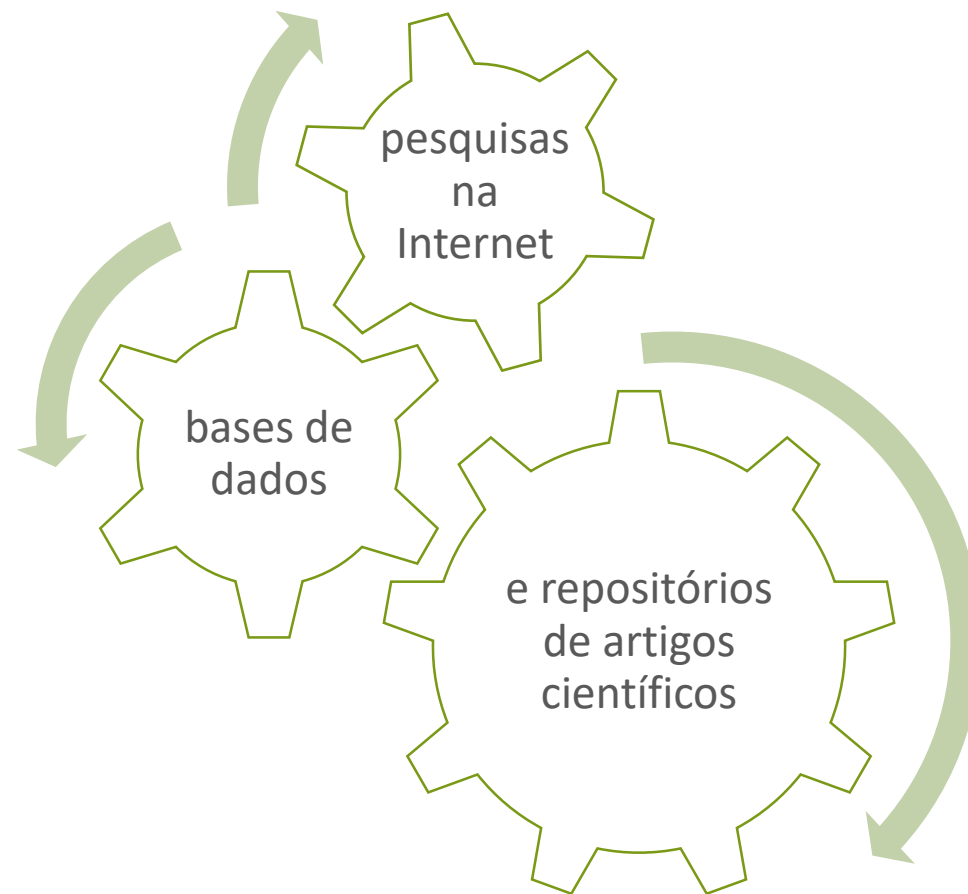 pesquisas
na
Internet
bases de
dados
e repositórios
de artigos
científicos